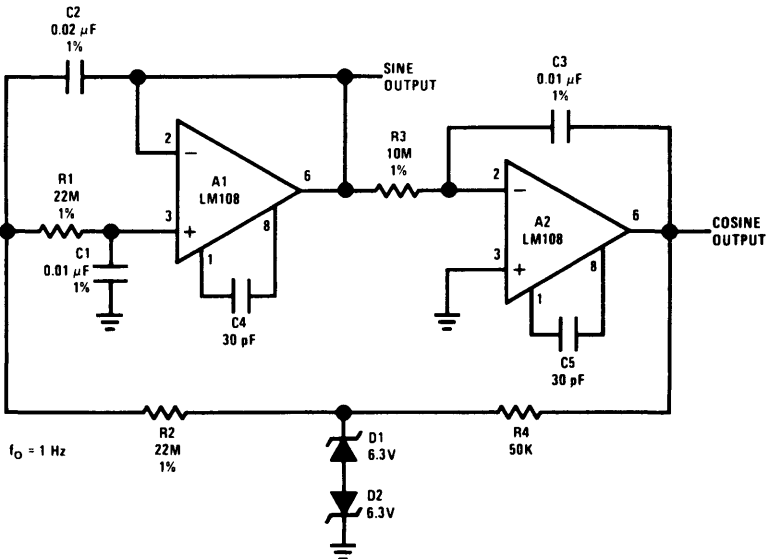 C2
0.02 μF
1%
SINE
OUTPUT
C3
0.01 μF
1%
R3
10M
1%
2
−
A1
LM108
6
3
+
8
1
R1
22M
1%
C1
0.01 μF
1%
C4
30 pF
2
−
A2
LM108
6
3
+
8
1
COSINE
OUTPUT
C5
30 pF
R2
22M
1%
D1
6.3V
D2
6.3V
R4
50K
fO = 1 Hz